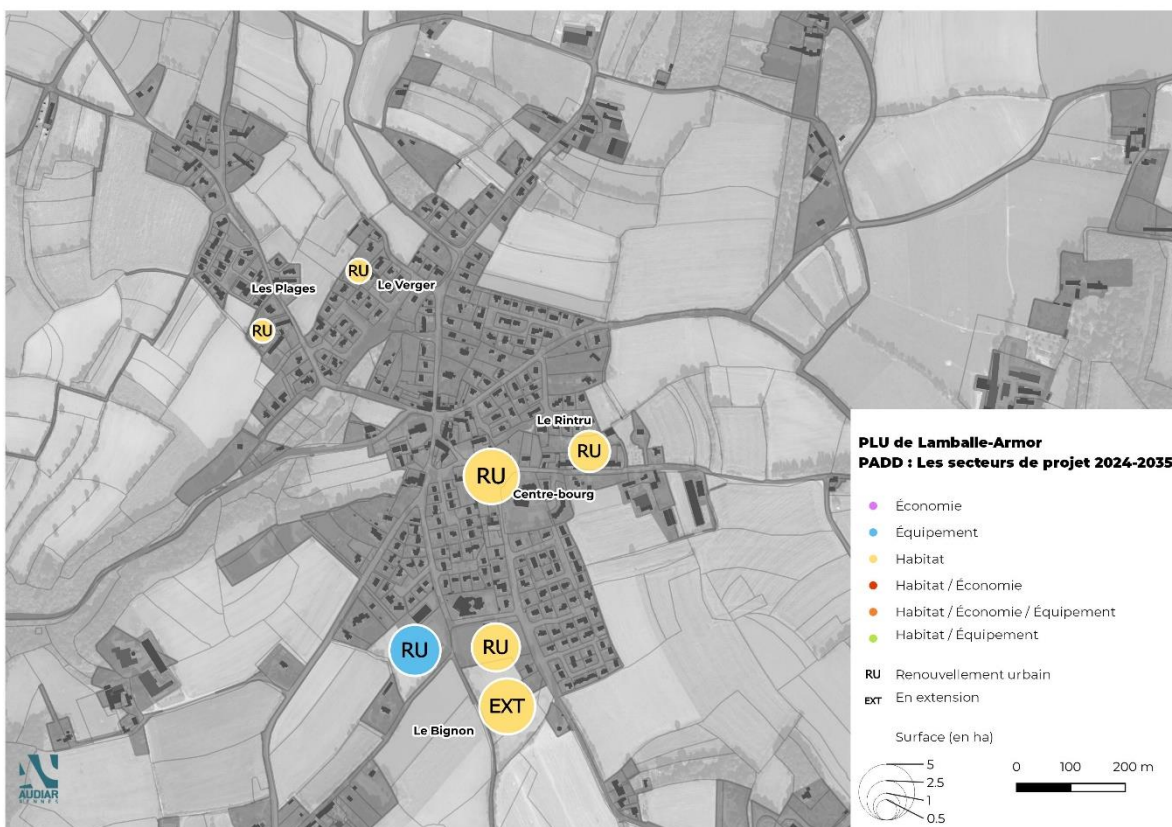 RU
Le Verger
Les Plages
RU
Le Rintru
RU
RU
Centre-bourg
RU
RU
EXT
Le Bignon
PLU de Lamballe-Armor
PADD : Les secteurs de projet 2024-2035
Économie
Équipement
Habitat
Habitat / Économie
Habitat / Économie / Équipement
Habitat / Équipement
RU Renouvellement urbain
EXT En extension
Surface (en ha)
5
2.5
1
0.5
0 100 200 m
AUDIAR
RENNES